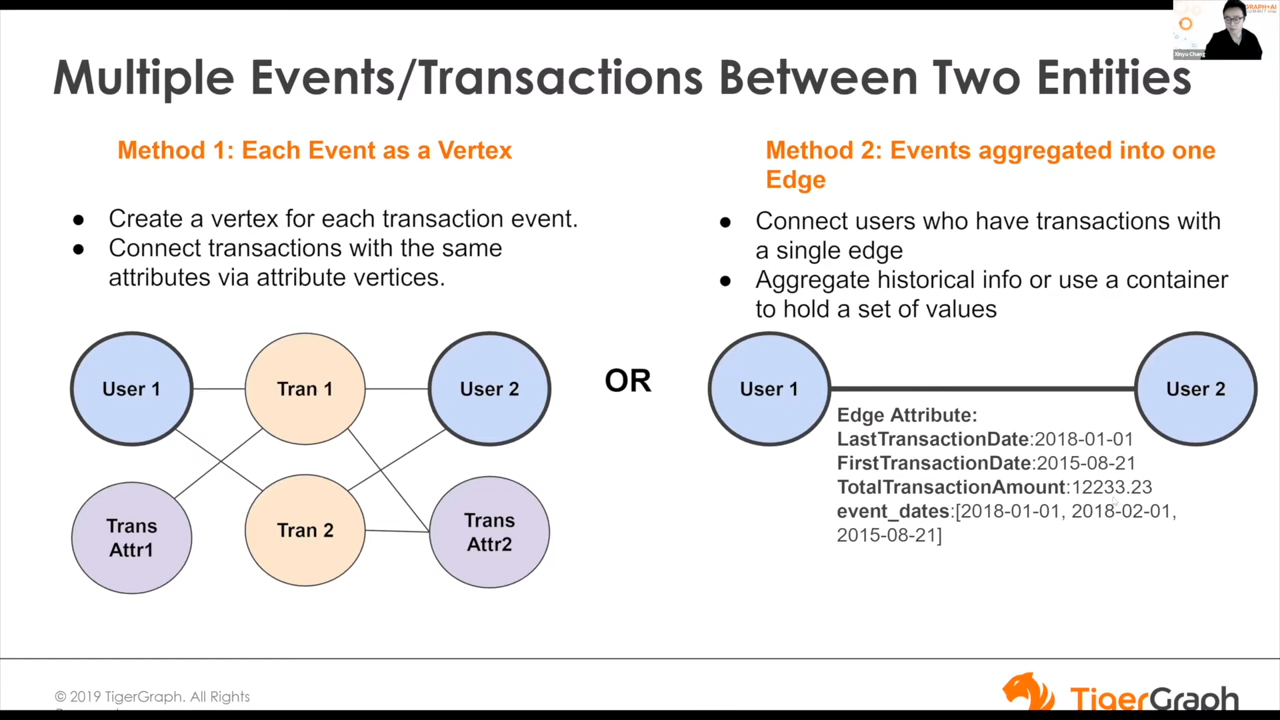 GRAPH+AI
Xinyu Chang
Multiple Events/Transactions Between Two Entities
Method 1: Each Event as a Vertex
● Create a vertex for each transaction event.
● Connect transactions with the same
attributes via attribute vertices.
User 1
Tran 1
User 2
Trans
Attr1
Tran 2
Trans
Attr2
OR
Method 2: Events aggregated into one
Edge
● Connect users who have transactions with
a single edge
● Aggregate historical info or use a container
to hold a set of values
User 1
User 2
Edge Attribute:
LastTransactionDate:2018-01-01
FirstTransactionDate:2015-08-21
TotalTransactionAmount:12233.23
event_dates:[2018-01-01, 2018-02-01,
2015-08-21]
© 2019 TigerGraph. All Rights
TigerGraph